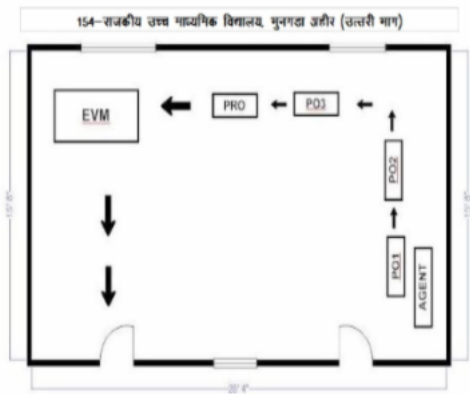 154-राजकीय उच्च माध्यमिक विद्यालय, मुनगडा अहीर (उत्तरी भाग)
EVM
PRO
PO3
PO2
PO1
AGENT